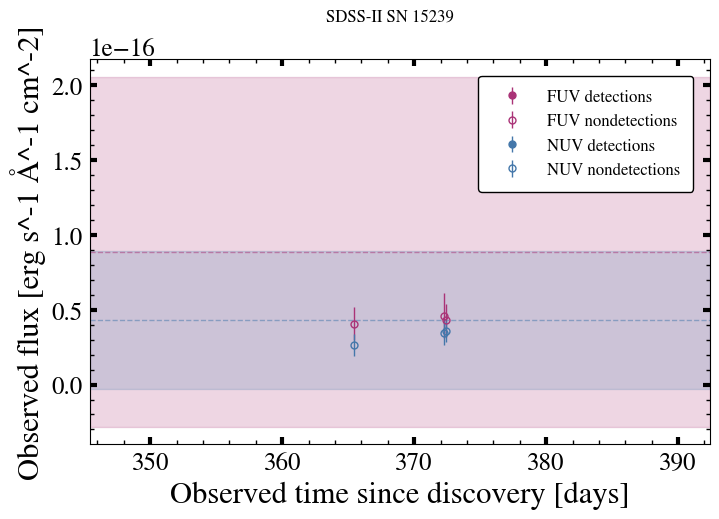 SDSS-II SN 15239
1e−16
Observed flux [erg s^-1 Å^-1 cm^-2]
2.0
1.5
1.0
0.5
0.0
FUV detections
FUV nondetections
NUV detections
NUV nondetections
350
360
370
380
390
Observed time since discovery [days]